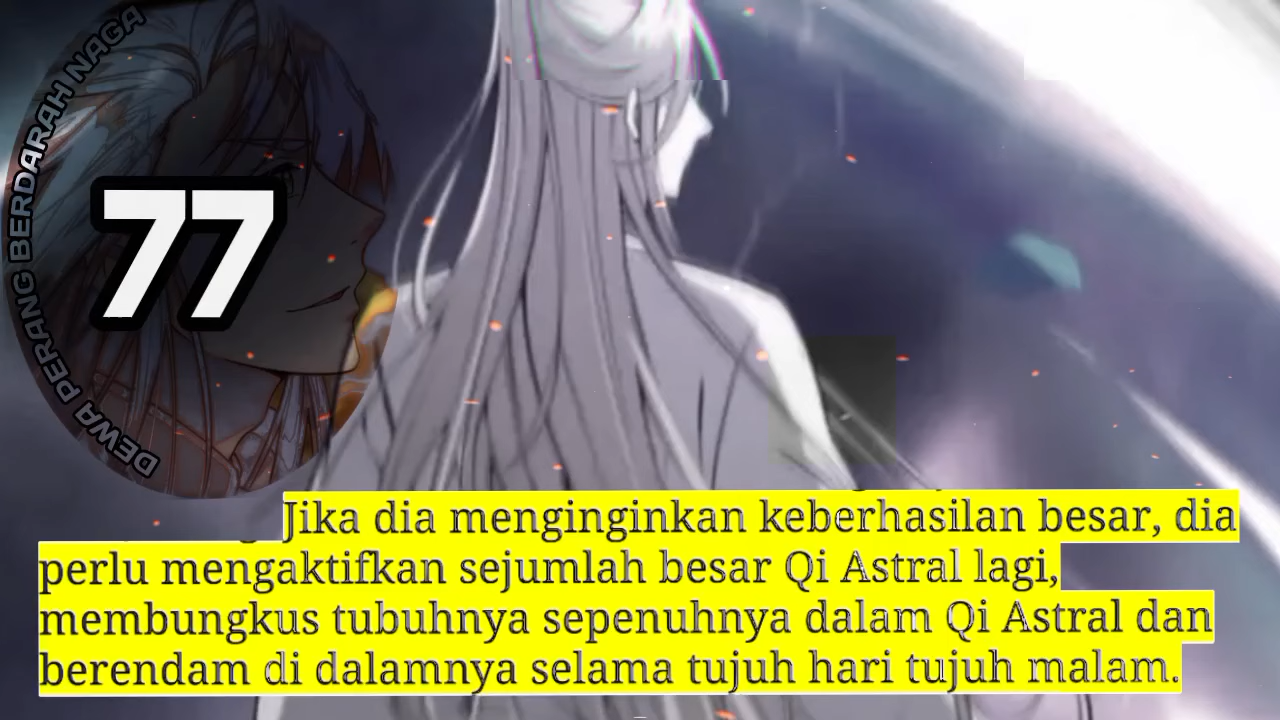 DEWA PERANG BERDARAH NAGA
77
Jika dia menginginkan keberhasilan besar, dia
perlu mengaktifkan sejumlah besar Qi Astral lagi,
membungkus tubuhnya sepenuhnya dalam Qi Astral dan
berendam di dalamnya selama tujuh hari tujuh malam.